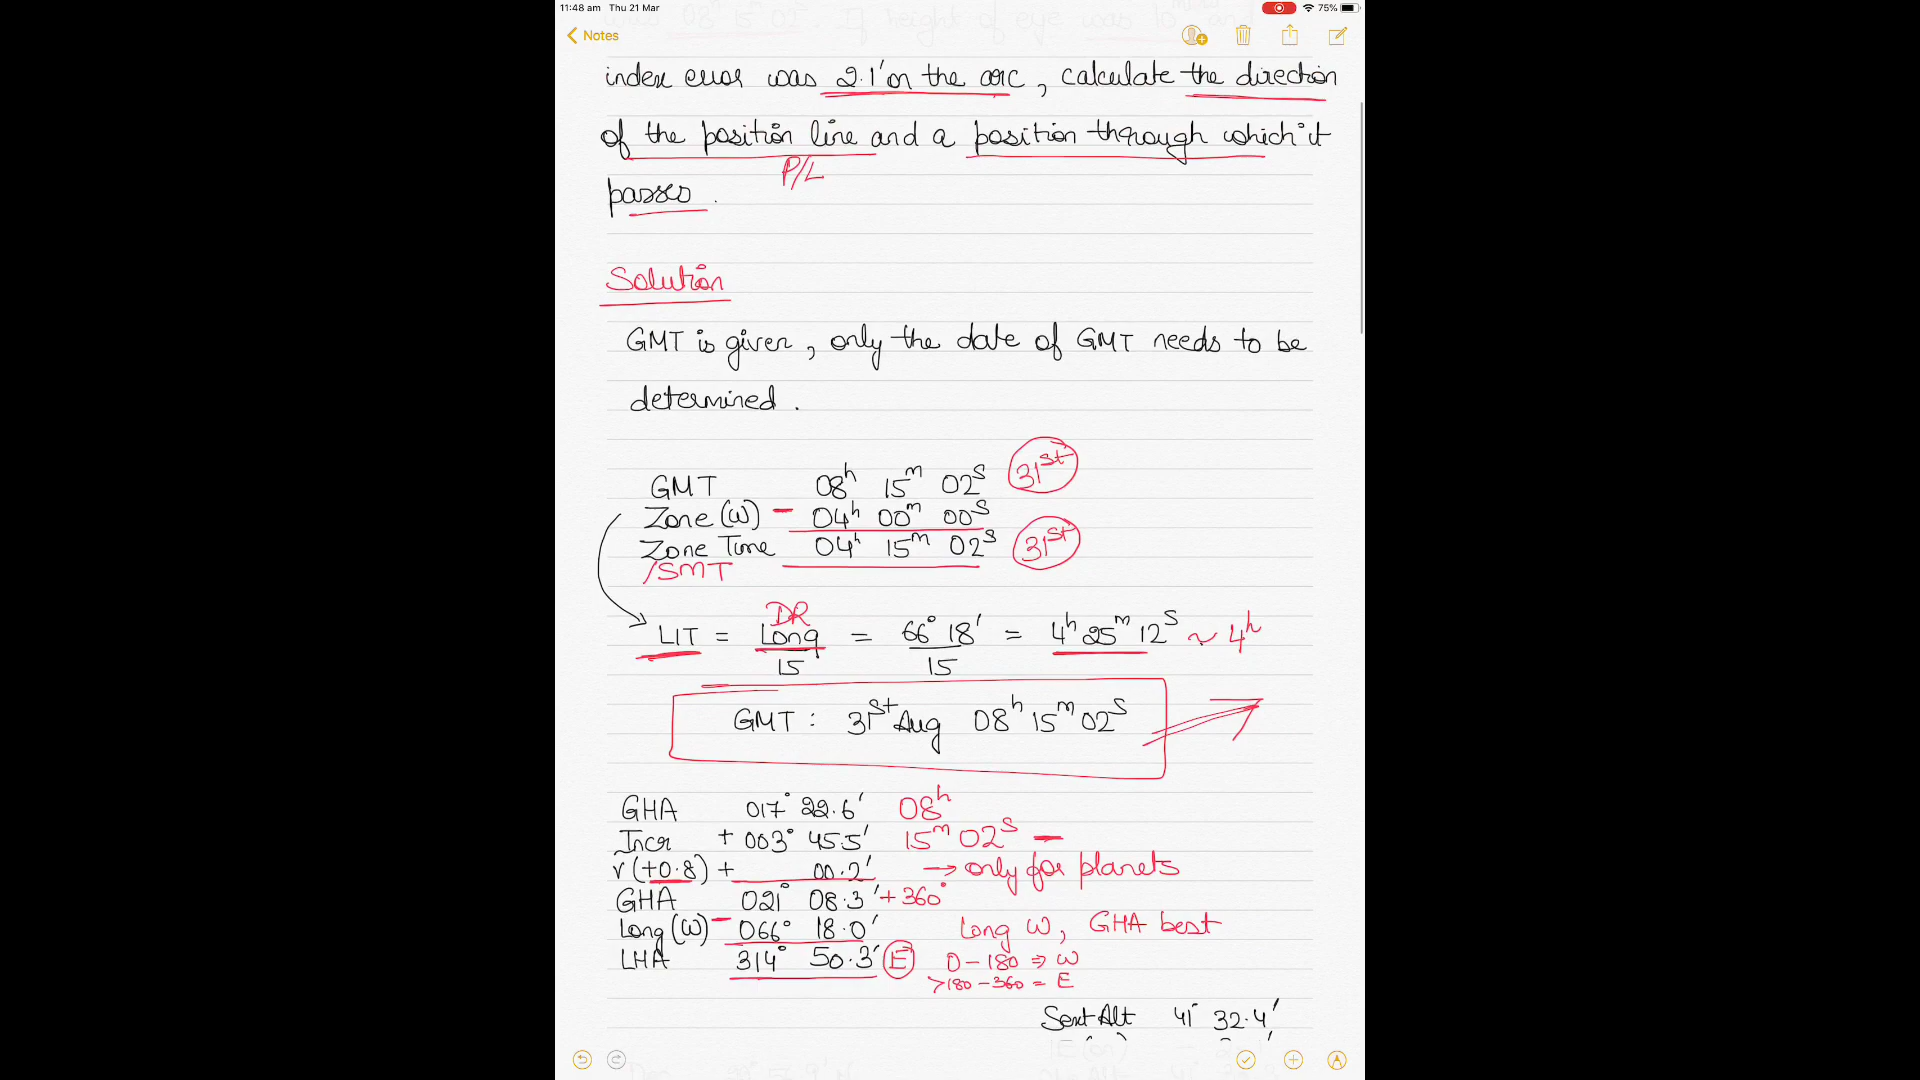 11:48 am Thu 21 Mar
75%
Notes
index error was 2.1' on the arc, calculate the direction
of the position line and a position through which it
P/L
passes.
Solution
GMT is given, only the date of GMT needs to be
determined.
GMT 08h 15m 02s 31st
Zone (W) - 04h 00m 00s
Zone Time 04h 15m 02s 31st
/SMT
LIT = DR Long/15 = 66° 18'/15 = 4h 25m 12s ~ 4h
GMT : 31st Aug 08h 15m 02s
GHA 017° 22.6' 08h
Incr + 003° 45.5' 15m 02s -
v (+0.8) + 00.2' → only for planets
GHA 021° 08.3' + 360°
Long (W) - 066° 18.0' Long W, GHA best
LHA 314° 50.3' E 0-180 ⇒ W
>180-360 = E
Sext Alt 41° 32.4'